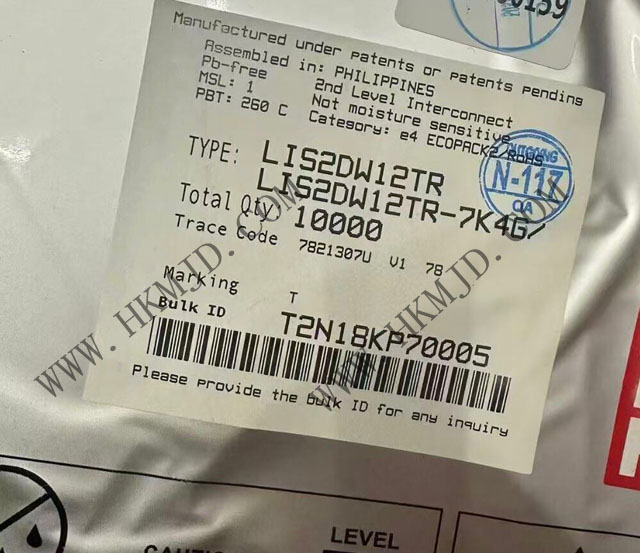 Manufactured under patents or patents pending
Assembled in: PHILIPPINES
Pb-free 2nd Level Interconnect
MSL: 1 Not moisture sensitive
PBT: 260 C Category: e4 ECOPACK2/RoHS
TYPE: LIS2DW12TR
LIS2DW12TR-7K4G/
Total Qty 10000
Trace Code 7821307U V1 78
Marking T
Bulk ID T2N18KP70005
Please provide the bulk ID for any inquiry
N-117
QA
WWW.HKMJD.COM
WWW.HKMJD.COM
LEVEL